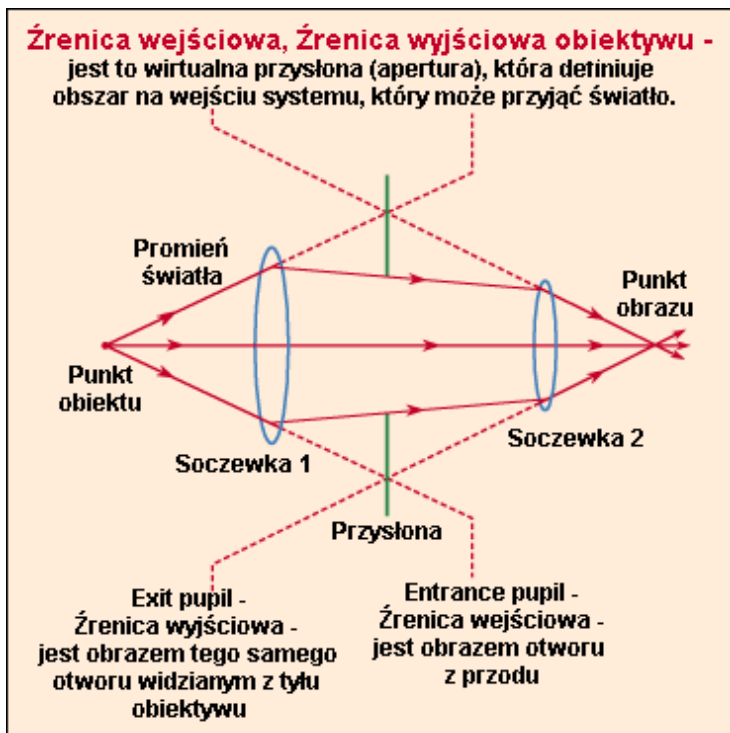 Źrenica wejściowa, Źrenica wyjściowa obiektywu -
jest to wirtualna przysłona (apertura), która definiuje
obszar na wejściu systemu, który może przyjąć światło.
Promień
światła
Punkt
obrazu
Punkt
obiektu
Soczewka 1
Soczewka 2
Przysłona
Exit pupil -
Źrenica wyjściowa -
jest obrazem tego samego
otworu widzianym z tyłu
obiektywu
Entrance pupil -
Źrenica wejściowa -
jest obrazem otworu
z przodu